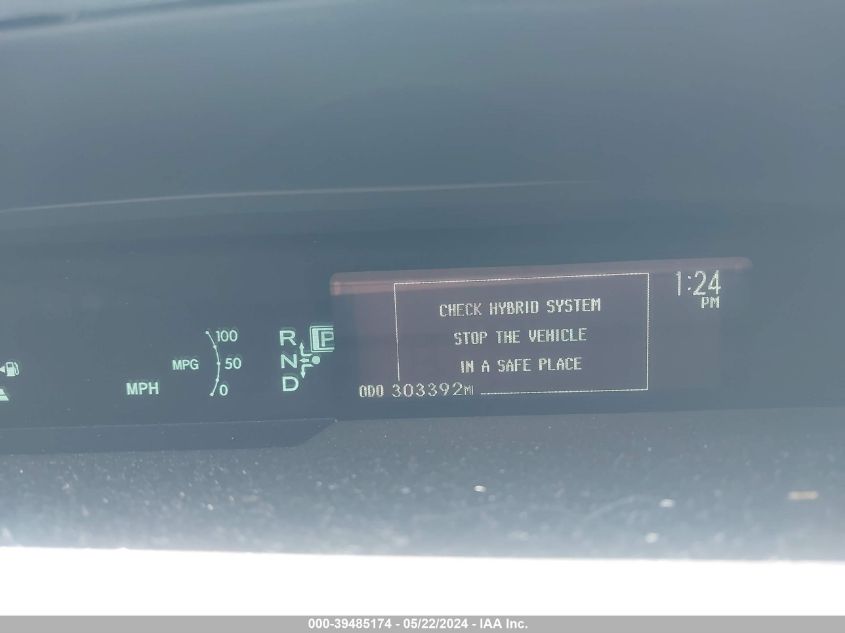 CHECK HYBRID SYSTEM
STOP THE VEHICLE
IN A SAFE PLACE
1:24
PM
ODO 303392MI
100
MPG 50
0
MPH
R P
N
D
000-39485174 - 05/22/2024 - IAA Inc.